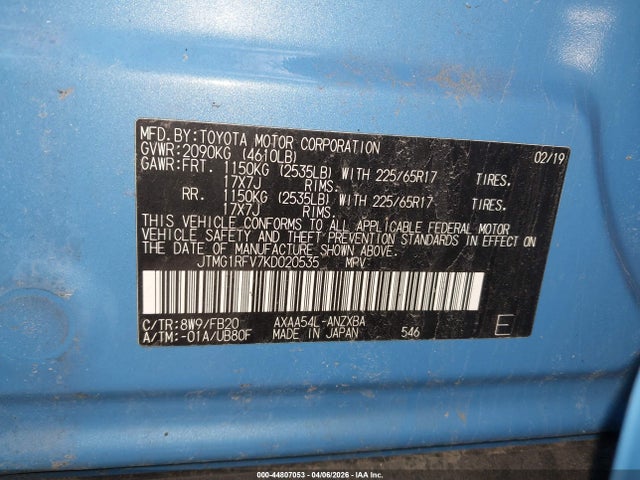 MFD.BY:TOYOTA MOTOR CORPORATION 02/19
GVWR:2090KG (4610LB)
GAWR:FRT. 1150KG (2535LB) WITH 225/65R17 TIRES.
17X7J RIMS.
RR. 1150KG (2535LB) WITH 225/65R17 TIRES.
17X7J RIMS.
THIS VEHICLE CONFORMS TO ALL APPLICABLE FEDERAL MOTOR
VEHICLE SAFETY AND BUMPER STANDARDS IN EFFECT ON
THE DATE OF MANUFACTURE SHOWN ABOVE.
JTMG1RFV7KD020535 MPV
C/TR:8W9/FB20 AXAA54L-ANZXBA
A/TM:-01A/UB80F MADE IN JAPAN 546 E
000-44807053 - 04/06/2026 - IAA Inc.